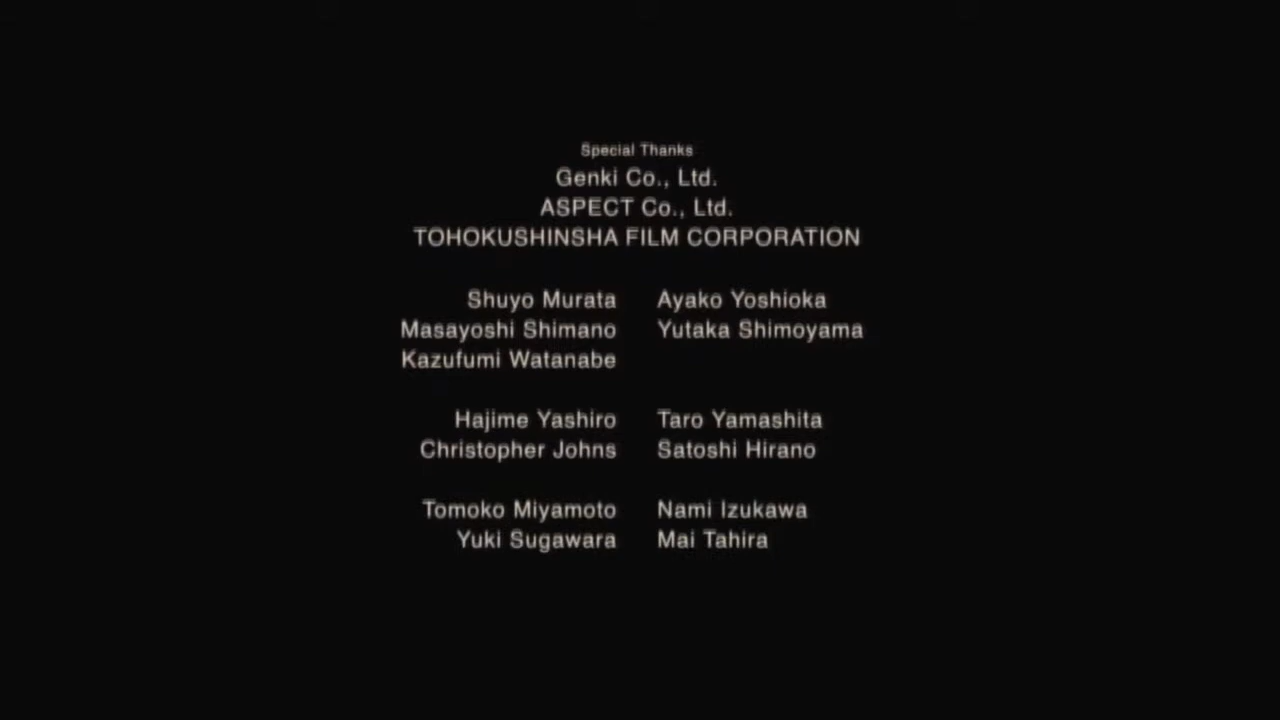 Special Thanks
Genki Co., Ltd.
ASPECT Co., Ltd.
TOHOKUSHINSHA FILM CORPORATION
Shuyo Murata Ayako Yoshioka
Masayoshi Shimano Yutaka Shimoyama
Kazufumi Watanabe
Hajime Yashiro Taro Yamashita
Christopher Johns Satoshi Hirano
Tomoko Miyamoto Nami Izukawa
Yuki Sugawara Mai Tahira